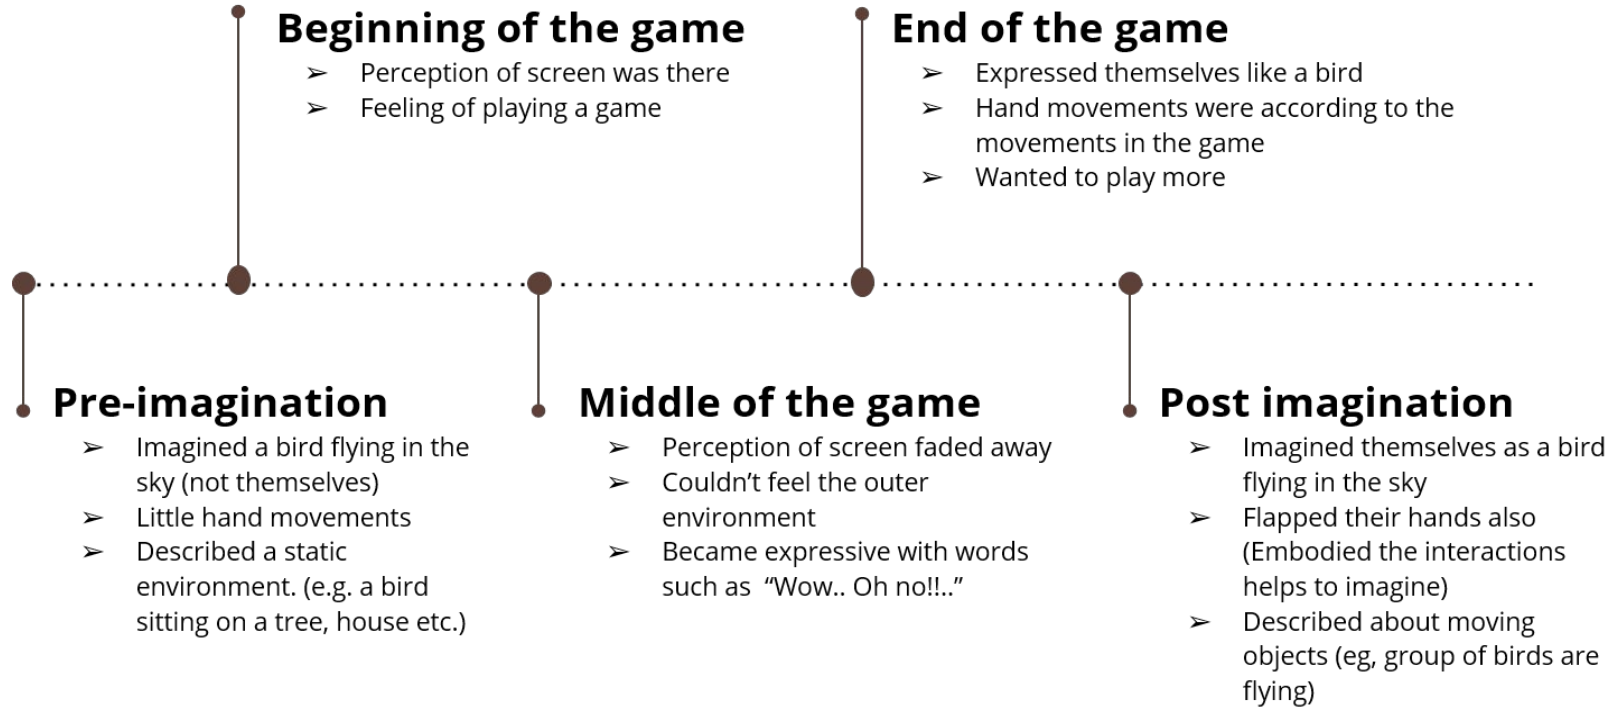 Beginning of the game
➢ Perception of screen was there
➢ Feeling of playing a game
End of the game
➢ Expressed themselves like a bird
➢ Hand movements were according to the
movements in the game
➢ Wanted to play more
Pre-imagination
➢ Imagined a bird flying in the
sky (not themselves)
➢ Little hand movements
➢ Described a static
environment. (e.g. a bird
sitting on a tree, house etc.)
Middle of the game
➢ Perception of screen faded away
➢ Couldn’t feel the outer
environment
➢ Became expressive with words
such as “Wow.. Oh no!!..”
Post imagination
➢ Imagined themselves as a bird
flying in the sky
➢ Flapped their hands also
(Embodied the interactions
helps to imagine)
➢ Described about moving
objects (eg, group of birds are
flying)